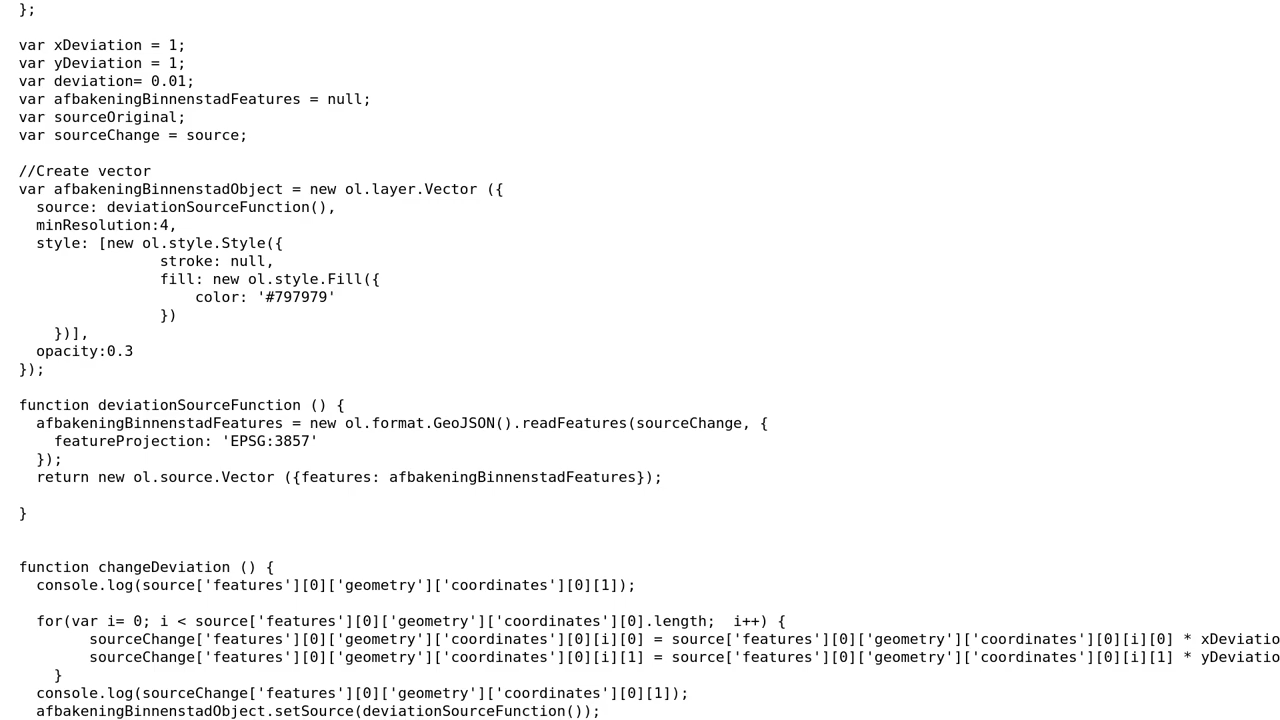 };
var xDeviation = 1;
var yDeviation = 1;
var deviation= 0.01;
var afbakeningBinnenstadFeatures = null;
var sourceOriginal;
var sourceChange = source;
//Create vector
var afbakeningBinnenstadObject = new ol.layer.Vector ({
source: deviationSourceFunction(),
minResolution:4,
style: [new ol.style.Style({
stroke: null,
fill: new ol.style.Fill({
color: '#797979'
})
})],
opacity:0.3
});
function deviationSourceFunction () {
afbakeningBinnenstadFeatures = new ol.format.GeoJSON().readFeatures(sourceChange, {
featureProjection: 'EPSG:3857'
});
return new ol.source.Vector ({features: afbakeningBinnenstadFeatures});
}
function changeDeviation () {
console.log(source['features'][0]['geometry']['coordinates'][0][1]);
for(var i= 0; i < source['features'][0]['geometry']['coordinates'][0].length;  i++) {
sourceChange['features'][0]['geometry']['coordinates'][0][i][0] = source['features'][0]['geometry']['coordinates'][0][i][0] * xDeviatio
sourceChange['features'][0]['geometry']['coordinates'][0][i][1] = source['features'][0]['geometry']['coordinates'][0][i][1] * yDeviatio
}
console.log(sourceChange['features'][0]['geometry']['coordinates'][0][1]);
afbakeningBinnenstadObject.setSource(deviationSourceFunction());